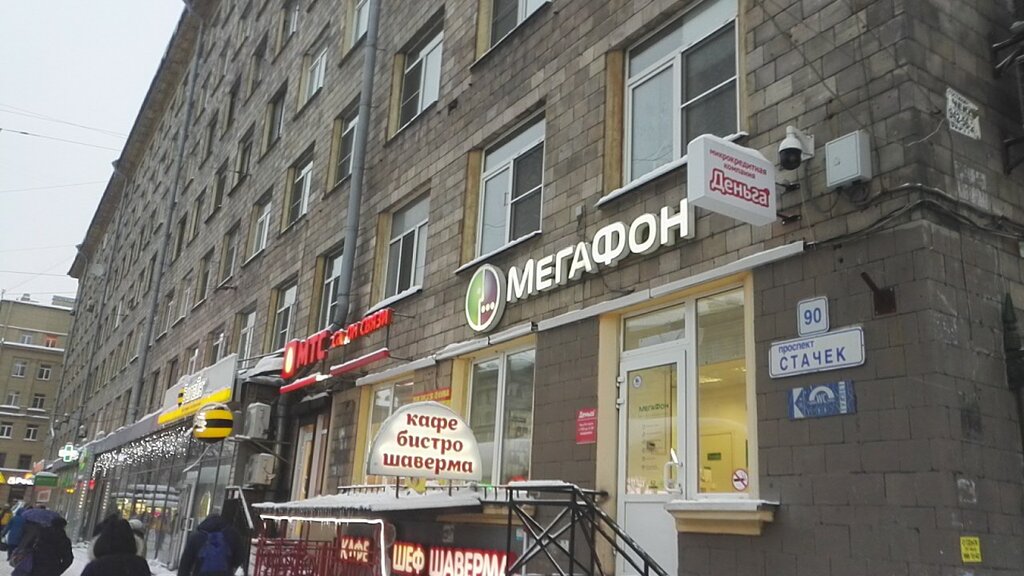 микрокредитная
компания
Деньга
МЕГАФОН
МТС
90
проспект
СТАЧЕК
кафе
бистро
шаверма
МЕГАФОН
Деньга
КАФЕ
ШЕФ ШАВЕРМА